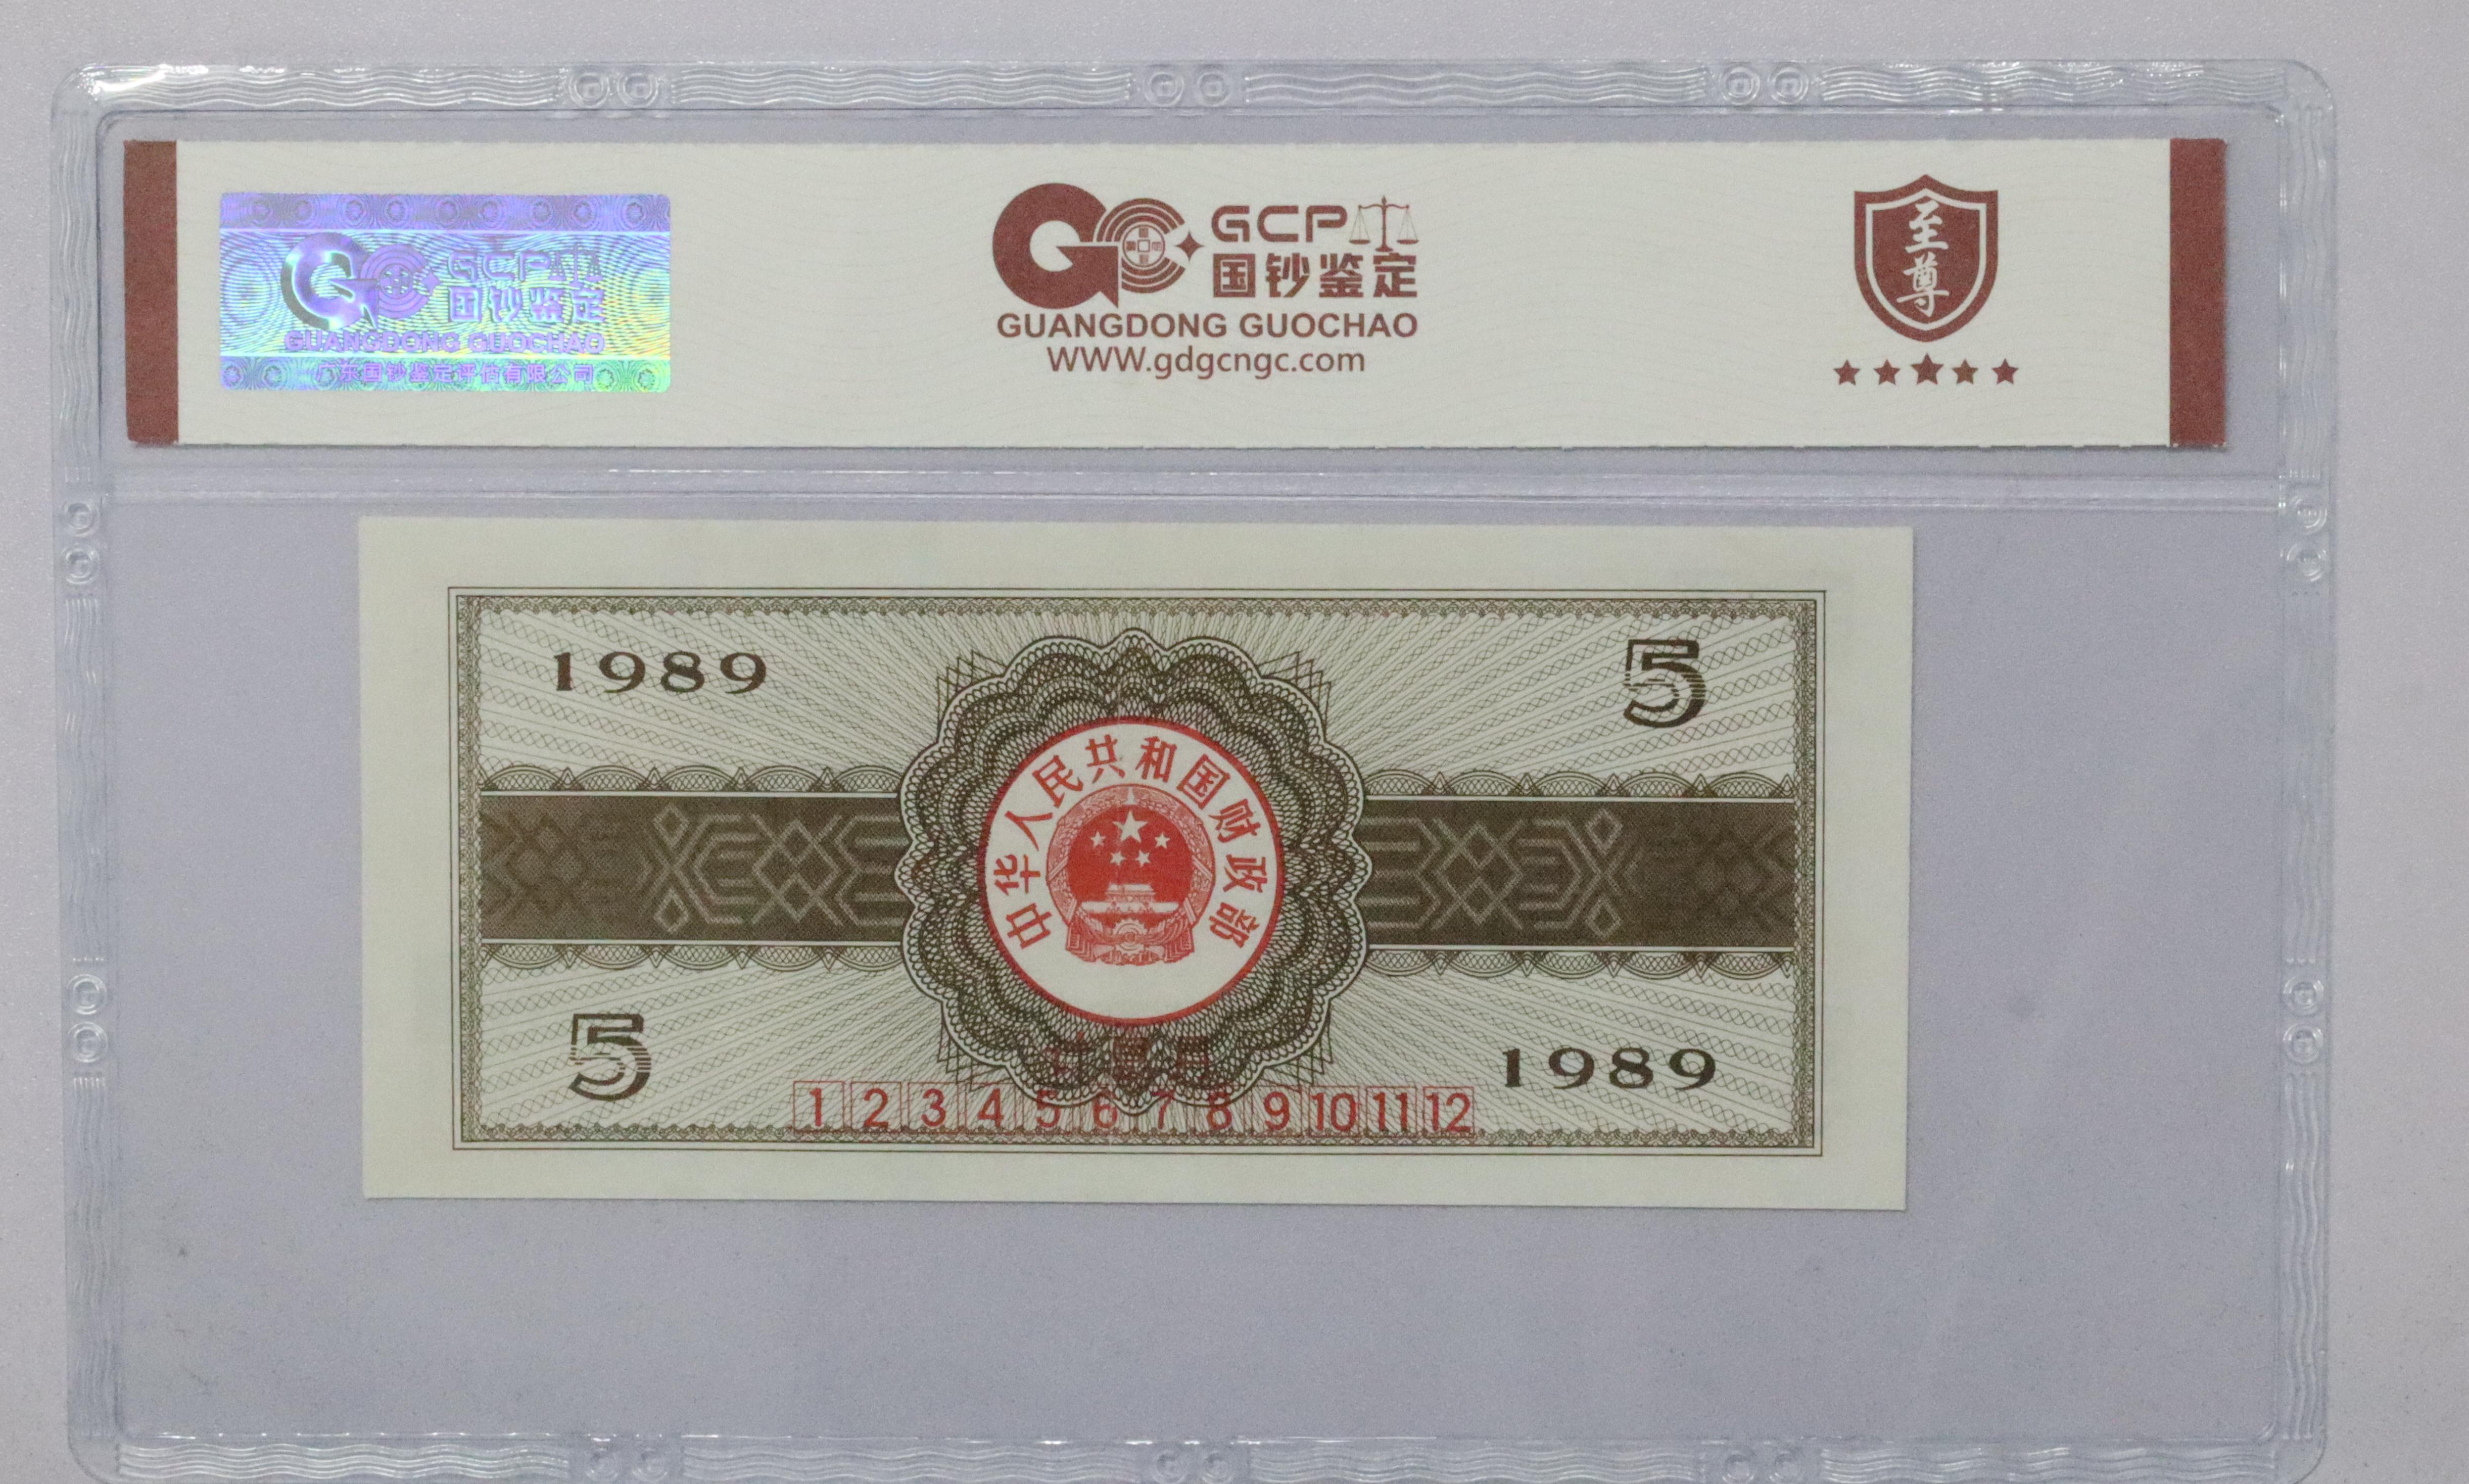 GCP
国钞鉴定
GUANGDONG GUOCHAO
广东国钞鉴定评估有限公司
GCP
国钞鉴定
GUANGDONG GUOCHAO
WWW.gdgcngc.com
至尊
1989
5
中华人民共和国财政部
5
1989
1 2 3 4 5 6 7 8 9 10 11 12